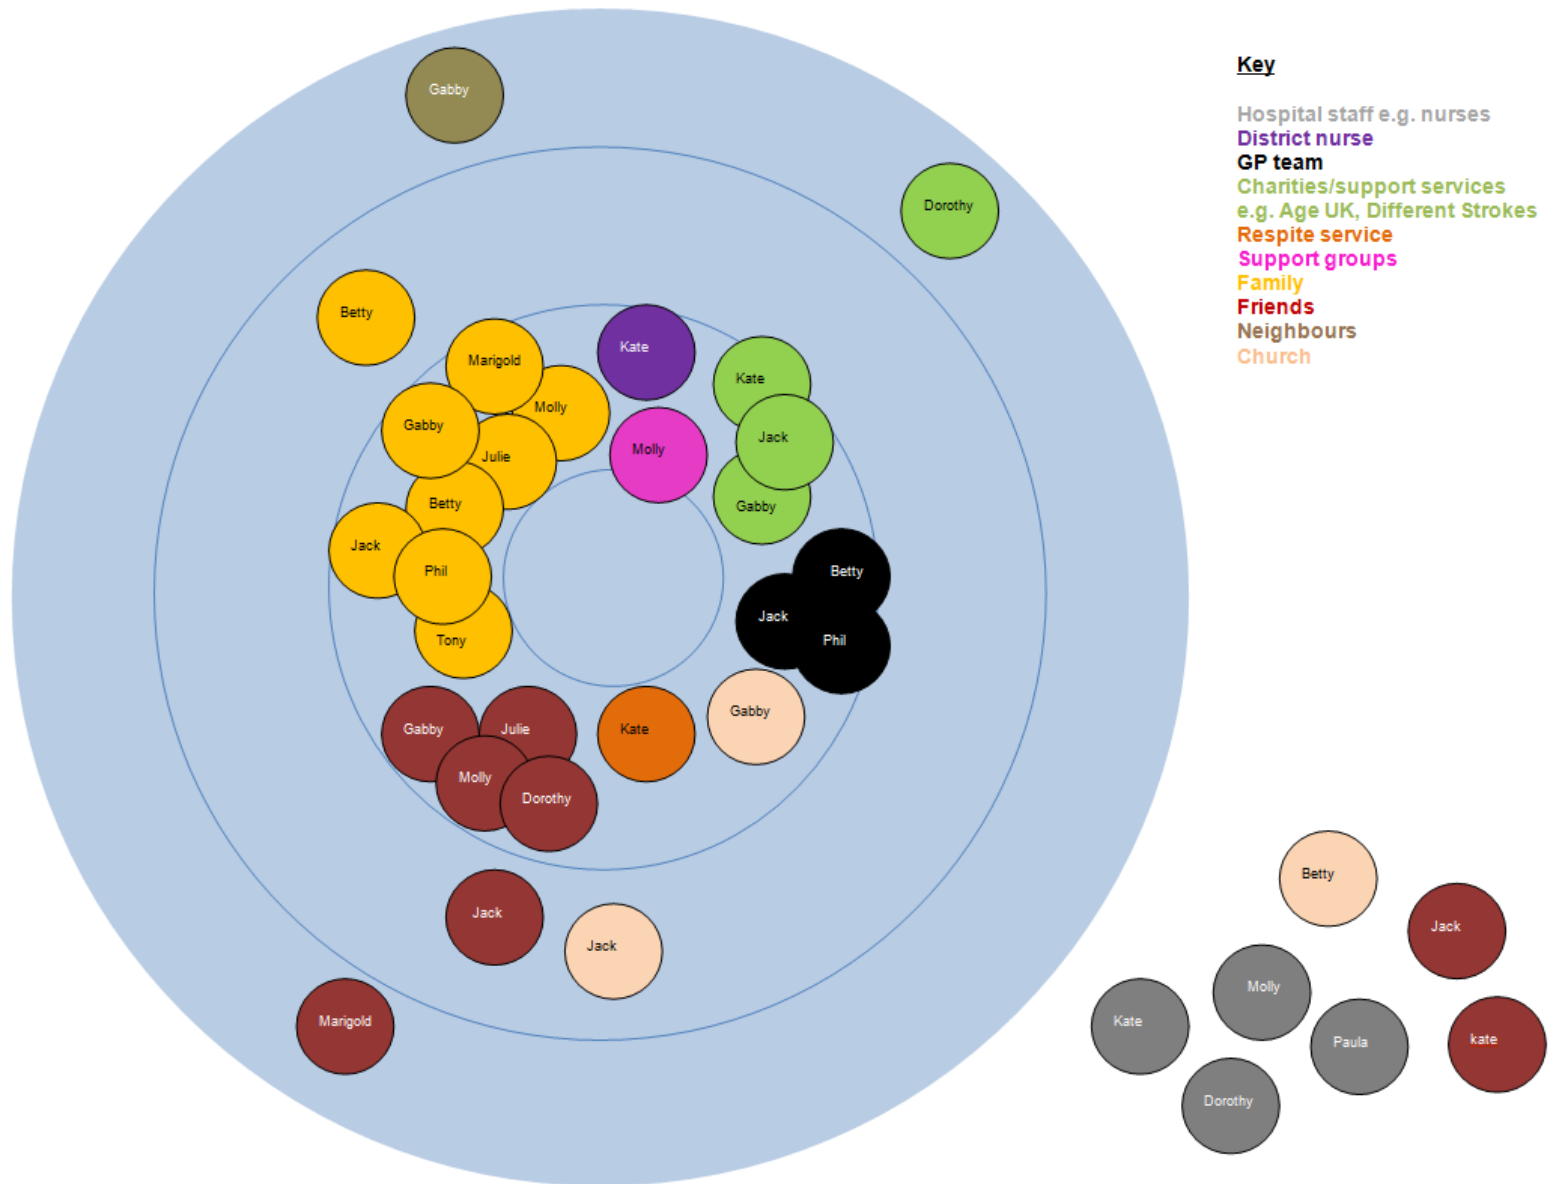 Key
Hospital staff e.g. nurses
District nurse
GP team
Charities/support services
e.g. Age UK, Different Strokes
Respite service
Support groups
Family
Friends
Neighbours
Church
Gabby
Dorothy
Betty
Marigold
Kate
Kate
Molly
Gabby
Jack
Molly
Julie
Betty
Gabby
Jack
Phil
Betty
Jack
Tony
Phil
Gabby
Gabby
Julie
Kate
Molly
Dorothy
Jack
Jack
Marigold
Betty
Jack
Molly
Kate
Paula
kate
Dorothy